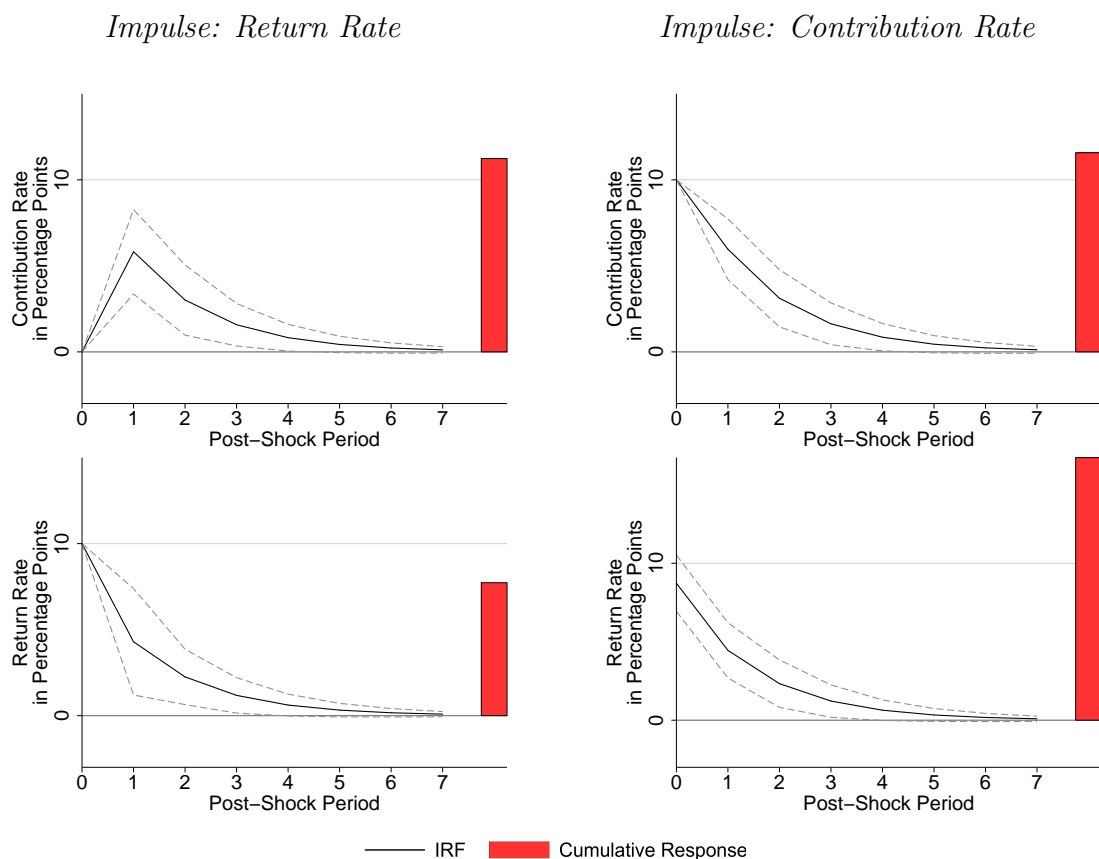 Impulse: Return Rate
Impulse: Contribution Rate
Contribution Rate
in Percentage Points
10
0
0 1 2 3 4 5 6 7
Post−Shock Period
Contribution Rate
in Percentage Points
10
0
0 1 2 3 4 5 6 7
Post−Shock Period
Return Rate
in Percentage Points
10
0
0 1 2 3 4 5 6 7
Post−Shock Period
Return Rate
in Percentage Points
10
0
0 1 2 3 4 5 6 7
Post−Shock Period
IRF Cumulative Response